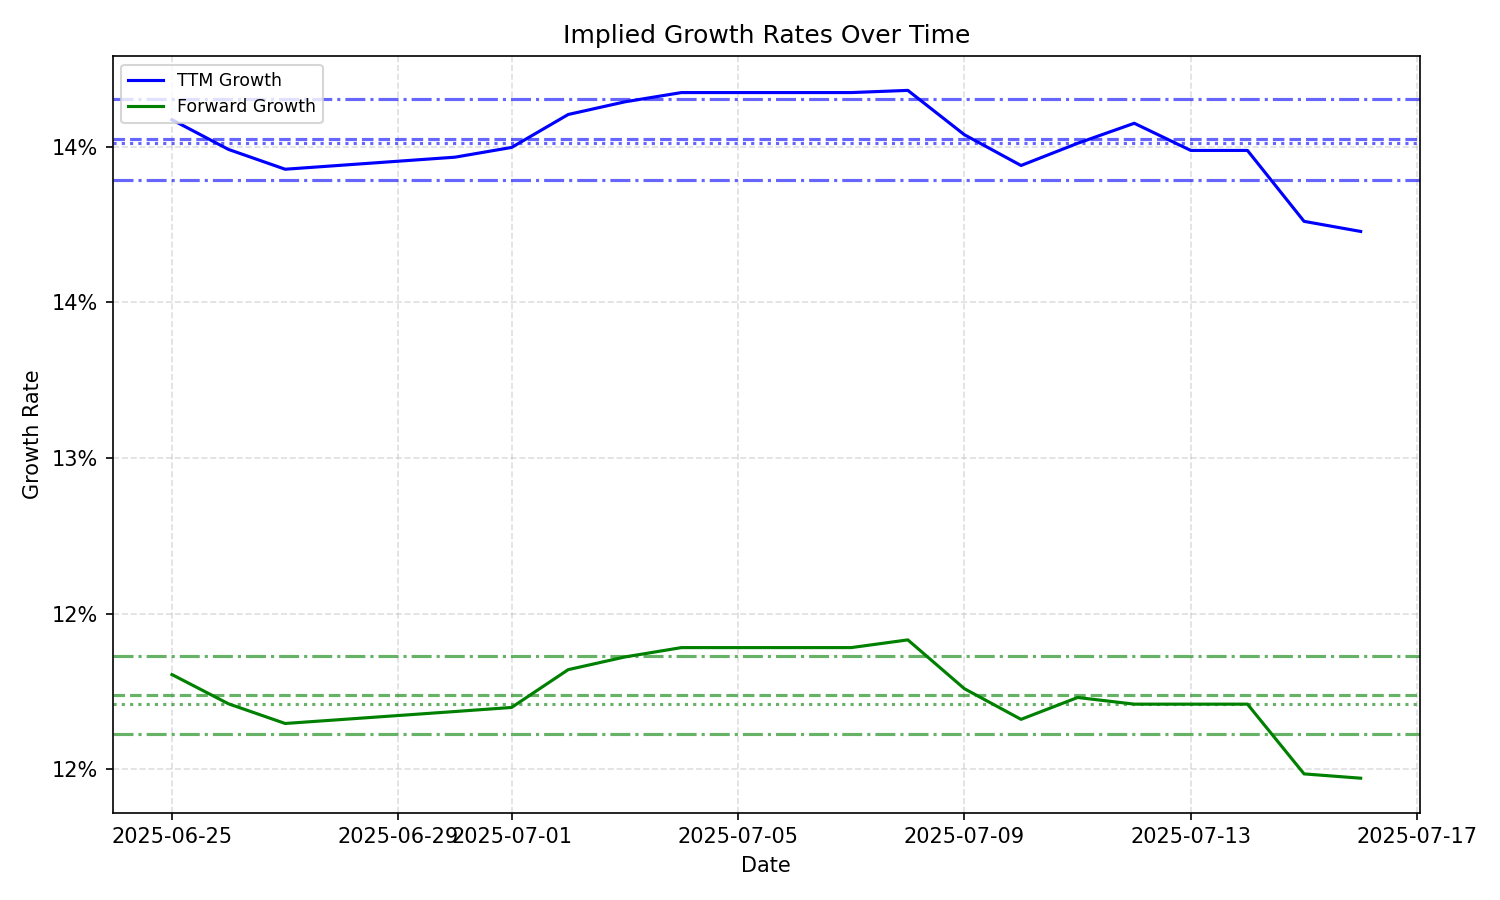 Implied Growth Rates Over Time
TTM Growth
Forward Growth
14%
14%
13%
12%
12%
Growth Rate
2025-06-25
2025-06-29
2025-07-01
2025-07-05
2025-07-09
2025-07-13
2025-07-17
Date